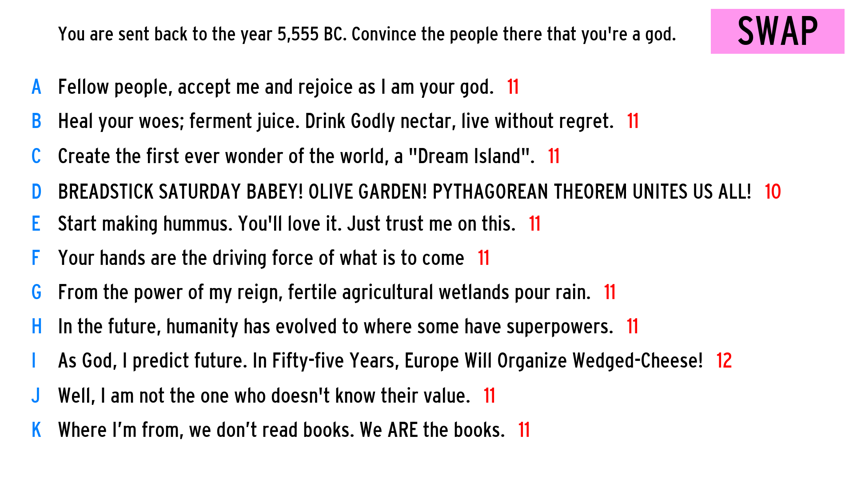 You are sent back to the year 5,555 BC. Convince the people there that you're a god.
SWAP
A Fellow people, accept me and rejoice as I am your god. 11
B Heal your woes; ferment juice. Drink Godly nectar, live without regret. 11
C Create the first ever wonder of the world, a "Dream Island". 11
D BREADSTICK SATURDAY BABEY! OLIVE GARDEN! PYTHAGOREAN THEOREM UNITES US ALL! 10
E Start making hummus. You'll love it. Just trust me on this. 11
F Your hands are the driving force of what is to come 11
G From the power of my reign, fertile agricultural wetlands pour rain. 11
H In the future, humanity has evolved to where some have superpowers. 11
I As God, I predict future. In Fifty-five Years, Europe Will Organize Wedged-Cheese! 12
J Well, I am not the one who doesn't know their value. 11
K Where I’m from, we don’t read books. We ARE the books. 11